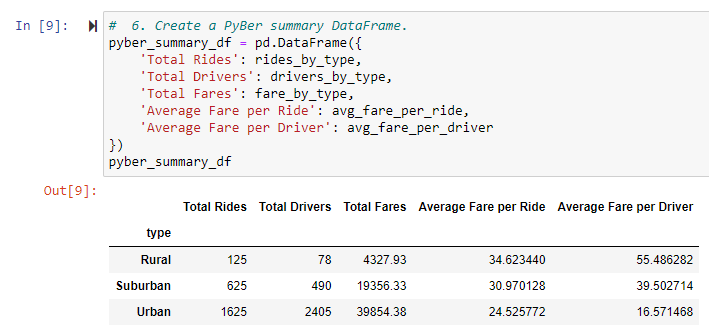 In [9]: # 6. Create a PyBer summary DataFrame.
pyber_summary_df = pd.DataFrame({
    'Total Rides': rides_by_type,
    'Total Drivers': drivers_by_type,
    'Total Fares': fare_by_type,
    'Average Fare per Ride': avg_fare_per_ride,
    'Average Fare per Driver': avg_fare_per_driver
})
pyber_summary_df
Out[9]:
Total Rides Total Drivers Total Fares Average Fare per Ride Average Fare per Driver
type
Rural 125 78 4327.93 34.623440 55.486282
Suburban 625 490 19356.33 30.970128 39.502714
Urban 1625 2405 39854.38 24.525772 16.571468